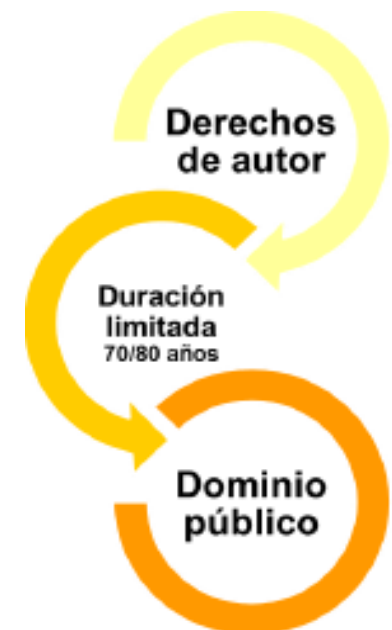 Derechos
de autor
Duración
limitada
70/80 años
Dominio
público